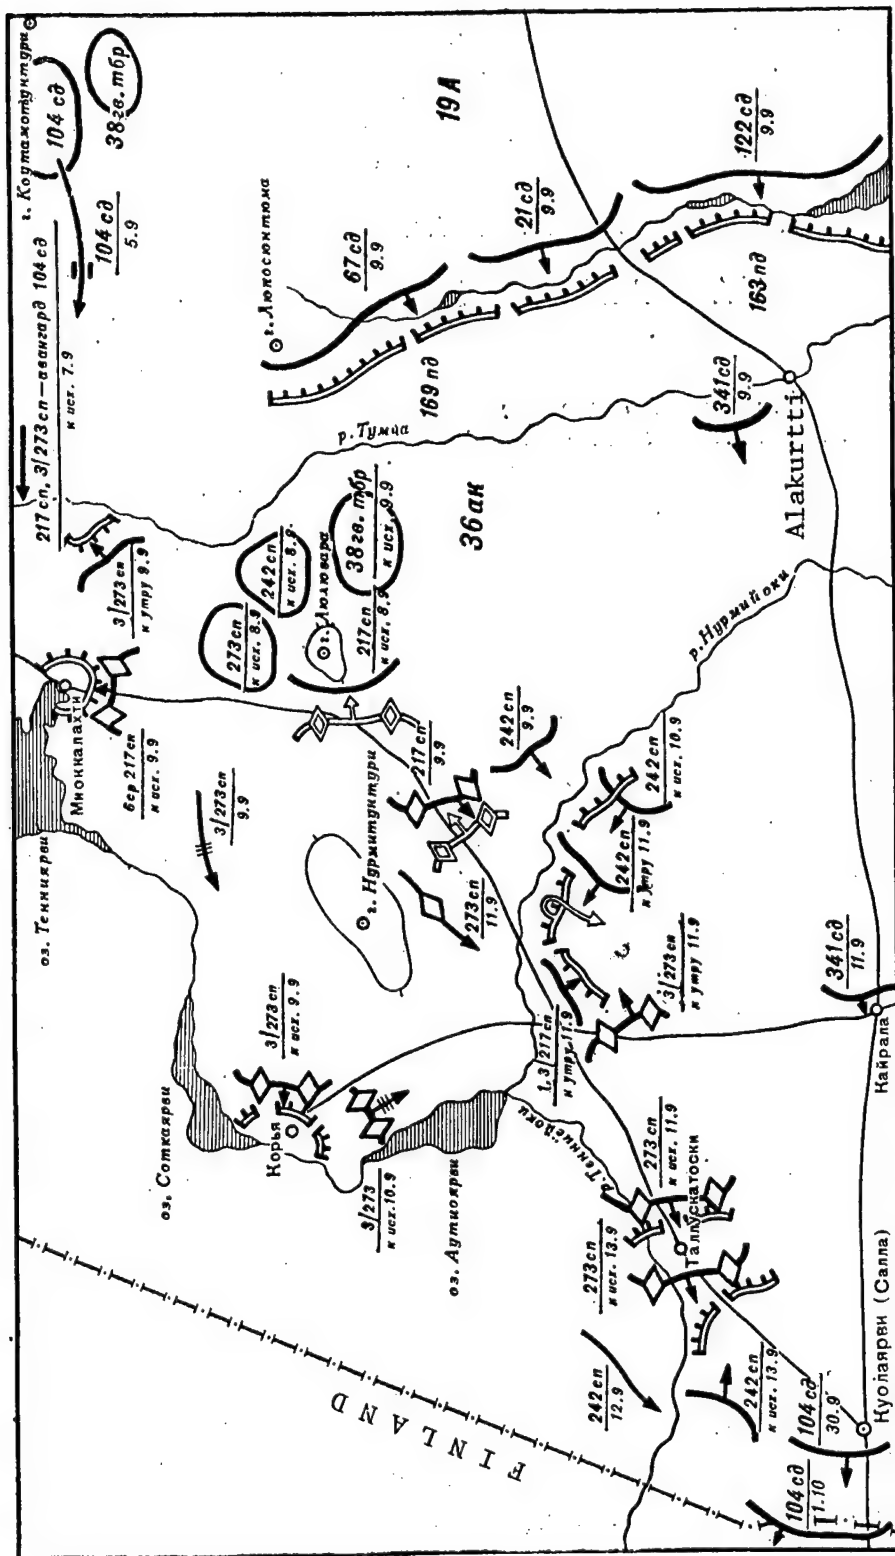 г. Коутамотунтури
104 сд
38 гв. тбр
104 сд
5.9
217 сп, 3/273 сп—авангард 104 сд
к исх. 7.9
19 А
г. Люкосюнтюма
67 сд
9.9
21 сд
9.9
122 сд
9.9
169 пд
163 пд
р. Тумча
341 сд
9.9
Alakurtti
36 ак
3/273 сп
к утру 9.9
273 сп
к исх. 8.9
242 сп
к исх. 8.9
г. Люлювара
217 сп
к исх. 8.9
38 гв. тбр
к исх. 9.9
Миоккалахти
оз. Тенниярви
6ср 217 сп
к исх. 9.9
3/273 сп
9.9
г. Нурмитунтури
217 сп
9.9
242 сп
9.9
р. Нурмийоки
242 сп
к исх. 10.9
242 сп
к утру 11.9
273 сп
11.9
3/273 сп
к утру 11.9
1,3/217 сп
к утру 11.9
341 сд
11.9
Кайрала
оз. Соткаярви
3/273 сп
к исх. 9.9
Корья
3/273
к исх. 10.9
оз. Аутиоярви
р. Теннийоки
273 сп
к исх. 11.9
Таллускатоски
273 сп
к исх. 13.9
242 сп
12.9
242 сп
к исх. 13.9
FINLAND
104 сд
30.9
Куолаярви (Салла)
104 сд
1.10